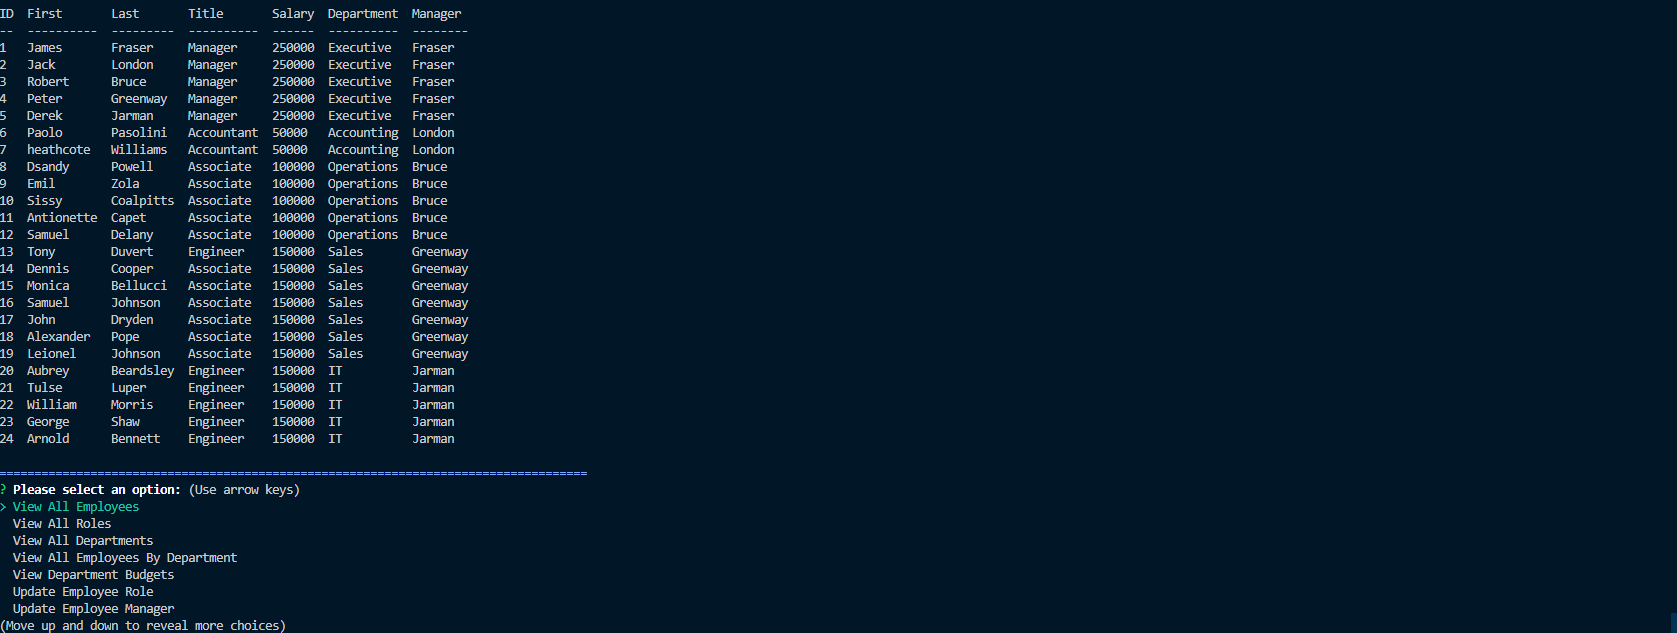 ID  First       Last       Title       Salary  Department  Manager
--  ----------  ---------  ----------  ------  ----------  --------
1   James       Fraser     Manager     250000  Executive   Fraser
2   Jack        London     Manager     250000  Executive   Fraser
3   Robert      Bruce      Manager     250000  Executive   Fraser
4   Peter       Greenway   Manager     250000  Executive   Fraser
5   Derek       Jarman     Manager     250000  Executive   Fraser
6   Paolo       Pasolini   Accountant  50000   Accounting  London
7   heathcote   Williams   Accountant  50000   Accounting  London
8   Dsandy      Powell     Associate   100000  Operations  Bruce
9   Emil        Zola       Associate   100000  Operations  Bruce
10  Sissy       Coalpitts  Associate   100000  Operations  Bruce
11  Antionette  Capet      Associate   100000  Operations  Bruce
12  Samuel      Delany     Associate   100000  Operations  Bruce
13  Tony        Duvert     Engineer    150000  Sales       Greenway
14  Dennis      Cooper     Associate   150000  Sales       Greenway
15  Monica      Bellucci   Associate   150000  Sales       Greenway
16  Samuel      Johnson    Associate   150000  Sales       Greenway
17  John        Dryden     Associate   150000  Sales       Greenway
18  Alexander   Pope       Associate   150000  Sales       Greenway
19  Leionel     Johnson    Associate   150000  Sales       Greenway
20  Aubrey      Beardsley  Engineer    150000  IT          Jarman
21  Tulse       Luper      Engineer    150000  IT          Jarman
22  William     Morris     Engineer    150000  IT          Jarman
23  George      Shaw       Engineer    150000  IT          Jarman
24  Arnold      Bennett    Engineer    150000  IT          Jarman
====================================================================================
? Please select an option: (Use arrow keys)
> View All Employees
View All Roles
View All Departments
View All Employees By Department
View Department Budgets
Update Employee Role
Update Employee Manager
(Move up and down to reveal more choices)